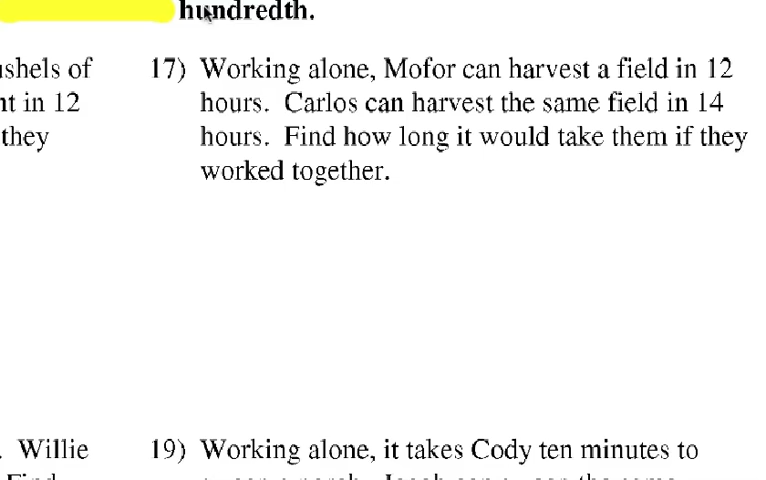 hundredth.
ushels of
nt in 12
they
17) Working alone, Mofor can harvest a field in 12
hours. Carlos can harvest the same field in 14
hours. Find how long it would take them if they
worked together.
. Willie
Find
19) Working alone, it takes Cody ten minutes to